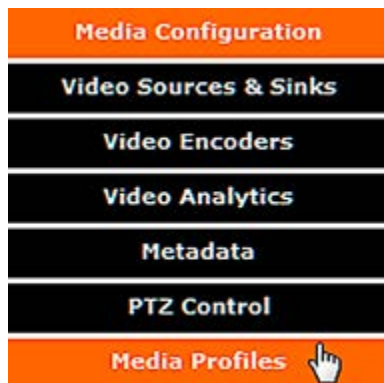 Media Configuration
Video Sources & Sinks
Video Encoders
Video Analytics
Metadata
PTZ Control
Media Profiles